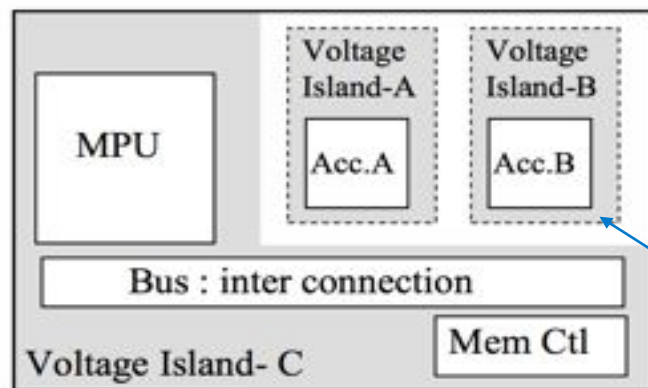 MPU
Voltage
Island-A
Acc.A
Voltage
Island-B
Acc.B
Bus : inter connection
Mem Ctl
Voltage Island- C